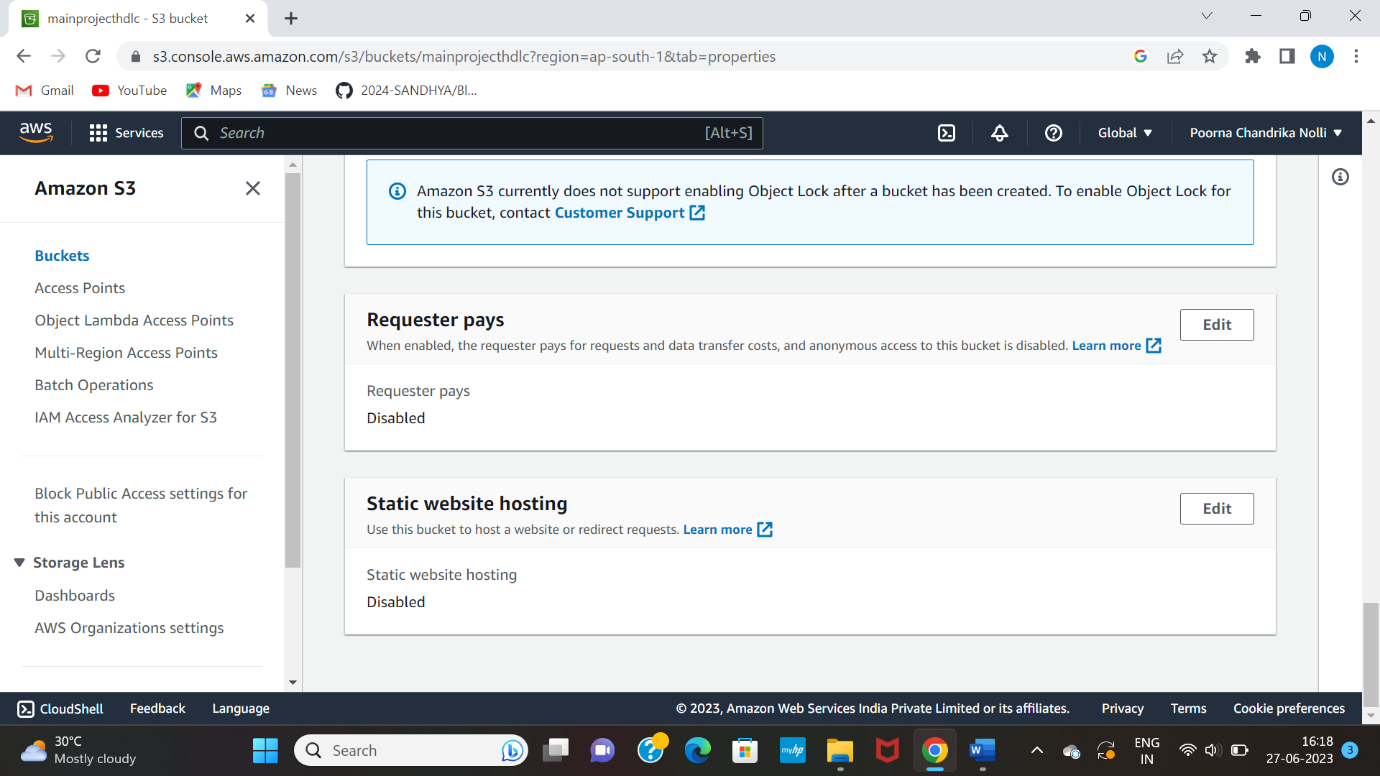 mainprojecthdlc - S3 bucket
s3.console.aws.amazon.com/s3/buckets/mainprojecthdlc?region=ap-south-1&tab=properties
N
Gmail
YouTube
Maps
News
2024-SANDHYA/BI...
aws
Services
Search
[Alt+S]
Global
Poorna Chandrika Nolli
Amazon S3
Buckets
Access Points
Object Lambda Access Points
Multi-Region Access Points
Batch Operations
IAM Access Analyzer for S3
Block Public Access settings for
this account
Storage Lens
Dashboards
AWS Organizations settings
Amazon S3 currently does not support enabling Object Lock after a bucket has been created. To enable Object Lock for
this bucket, contact Customer Support
Requester pays
Edit
When enabled, the requester pays for requests and data transfer costs, and anonymous access to this bucket is disabled. Learn more
Requester pays
Disabled
Static website hosting
Edit
Use this bucket to host a website or redirect requests. Learn more
Static website hosting
Disabled
CloudShell
Feedback
Language
© 2023, Amazon Web Services India Private Limited or its affiliates.
Privacy
Terms
Cookie preferences
30°C
Mostly cloudy
Search
myhp
ENG
IN
16:18
27-06-2023
3